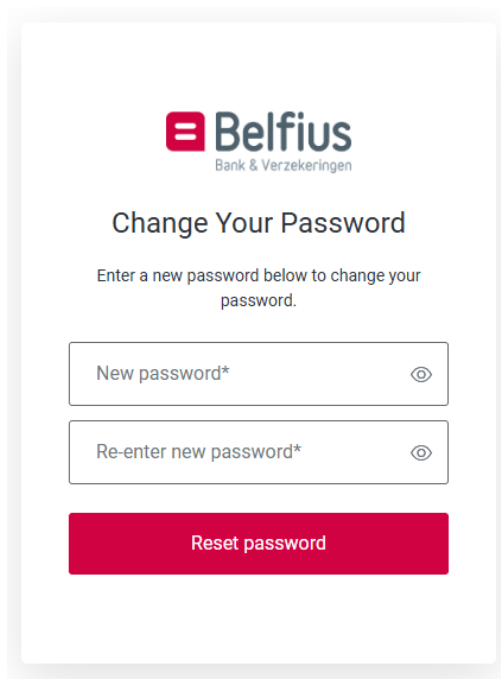 Belfius
Bank & Verzekeringen
Change Your Password
Enter a new password below to change your
password.
New password*
Re-enter new password*
Reset password